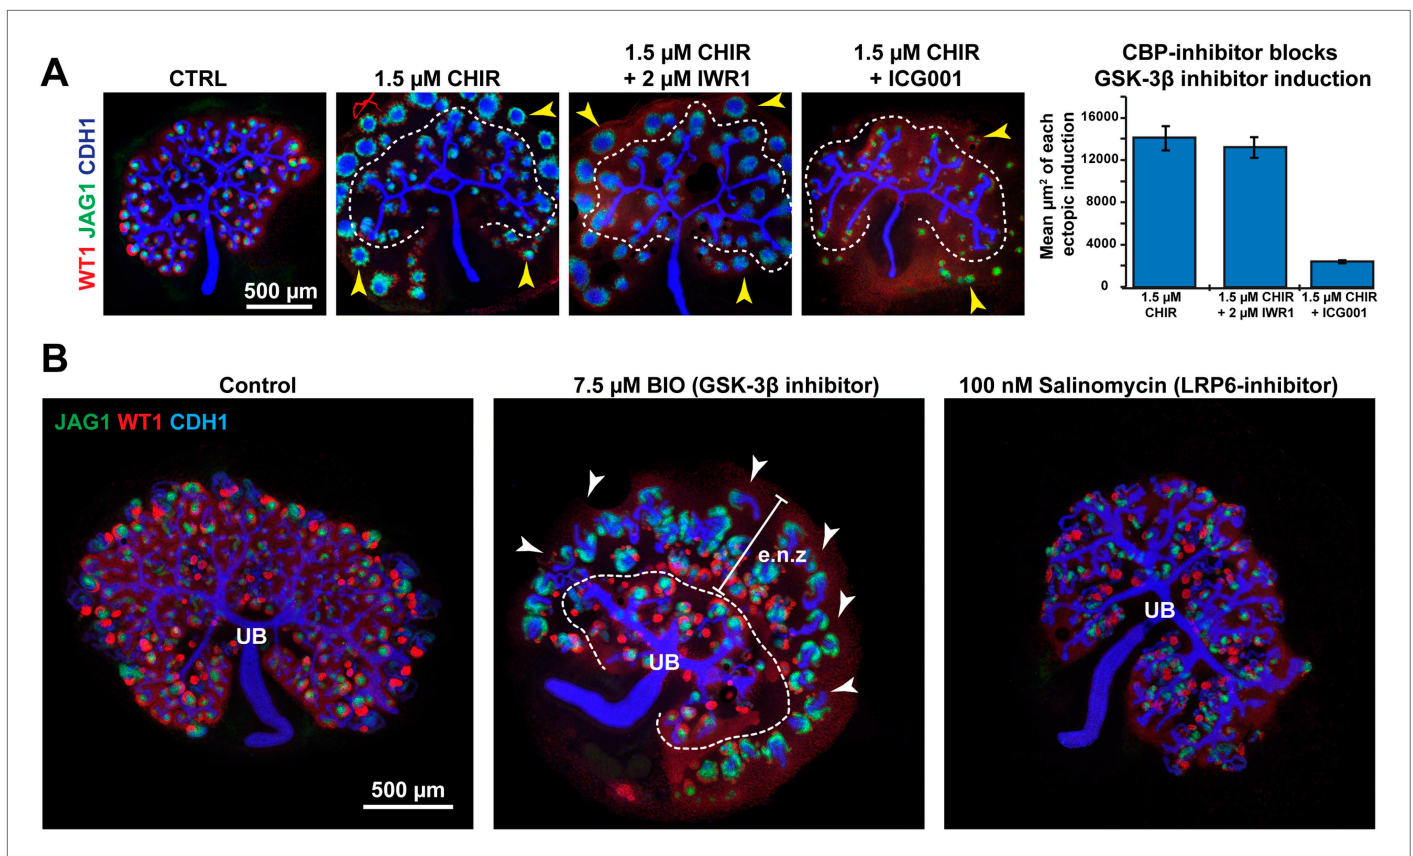 A
CTRL
1.5 µM CHIR
1.5 µM CHIR
+ 2 µM IWR1
1.5 µM CHIR
+ ICG001
WT1 JAG1 CDH1
500 µm
CBP-inhibitor blocks
GSK-3β inhibitor induction
Mean µm² of each
ectopic induction
16000
12000
8000
4000
0
1.5 µM
CHIR
1.5 µM CHIR
+ 2 µM IWR1
1.5 µM CHIR
+ ICG001
B
Control
7.5 µM BIO (GSK-3β inhibitor)
100 nM Salinomycin (LRP6-inhibitor)
JAG1 WT1 CDH1
UB
500 µm
e.n.z
UB
UB